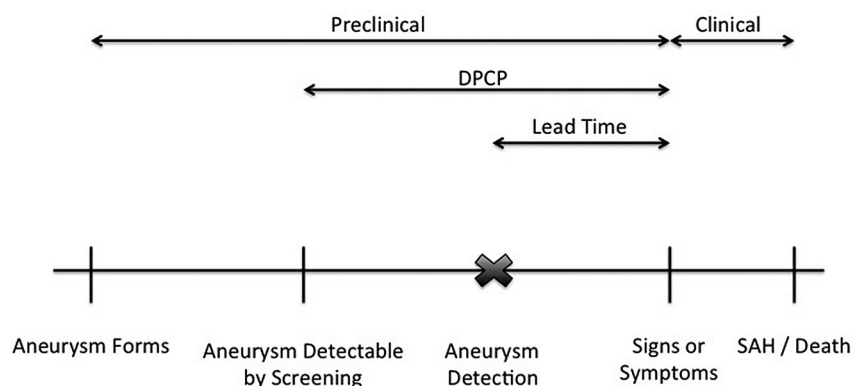 Preclinical
Clinical
DPCP
Lead Time
Aneurysm Forms
Aneurysm Detectable
by Screening
Aneurysm
Detection
Signs or
Symptoms
SAH / Death